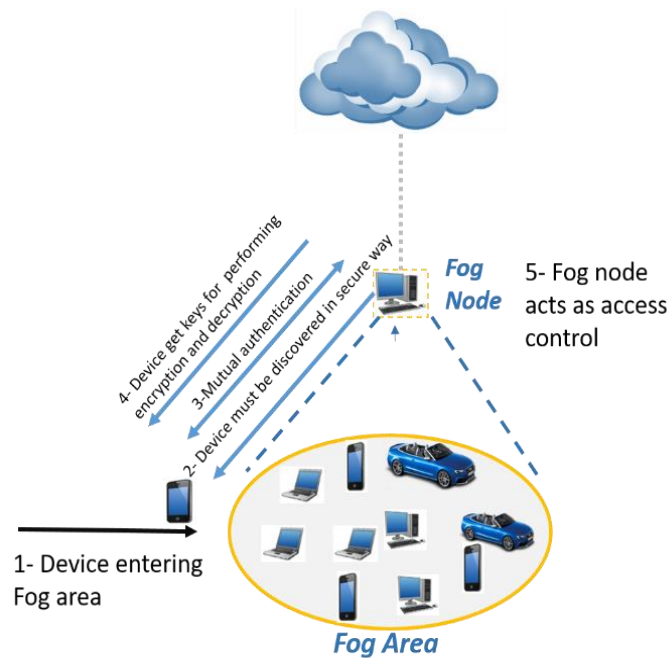 4- Device get keys for performing
encryption and decryption
3-Mutual authentication
2- Device must be discovered in secure way
Fog
Node
5- Fog node
acts as access
control
1- Device entering
Fog area
Fog Area